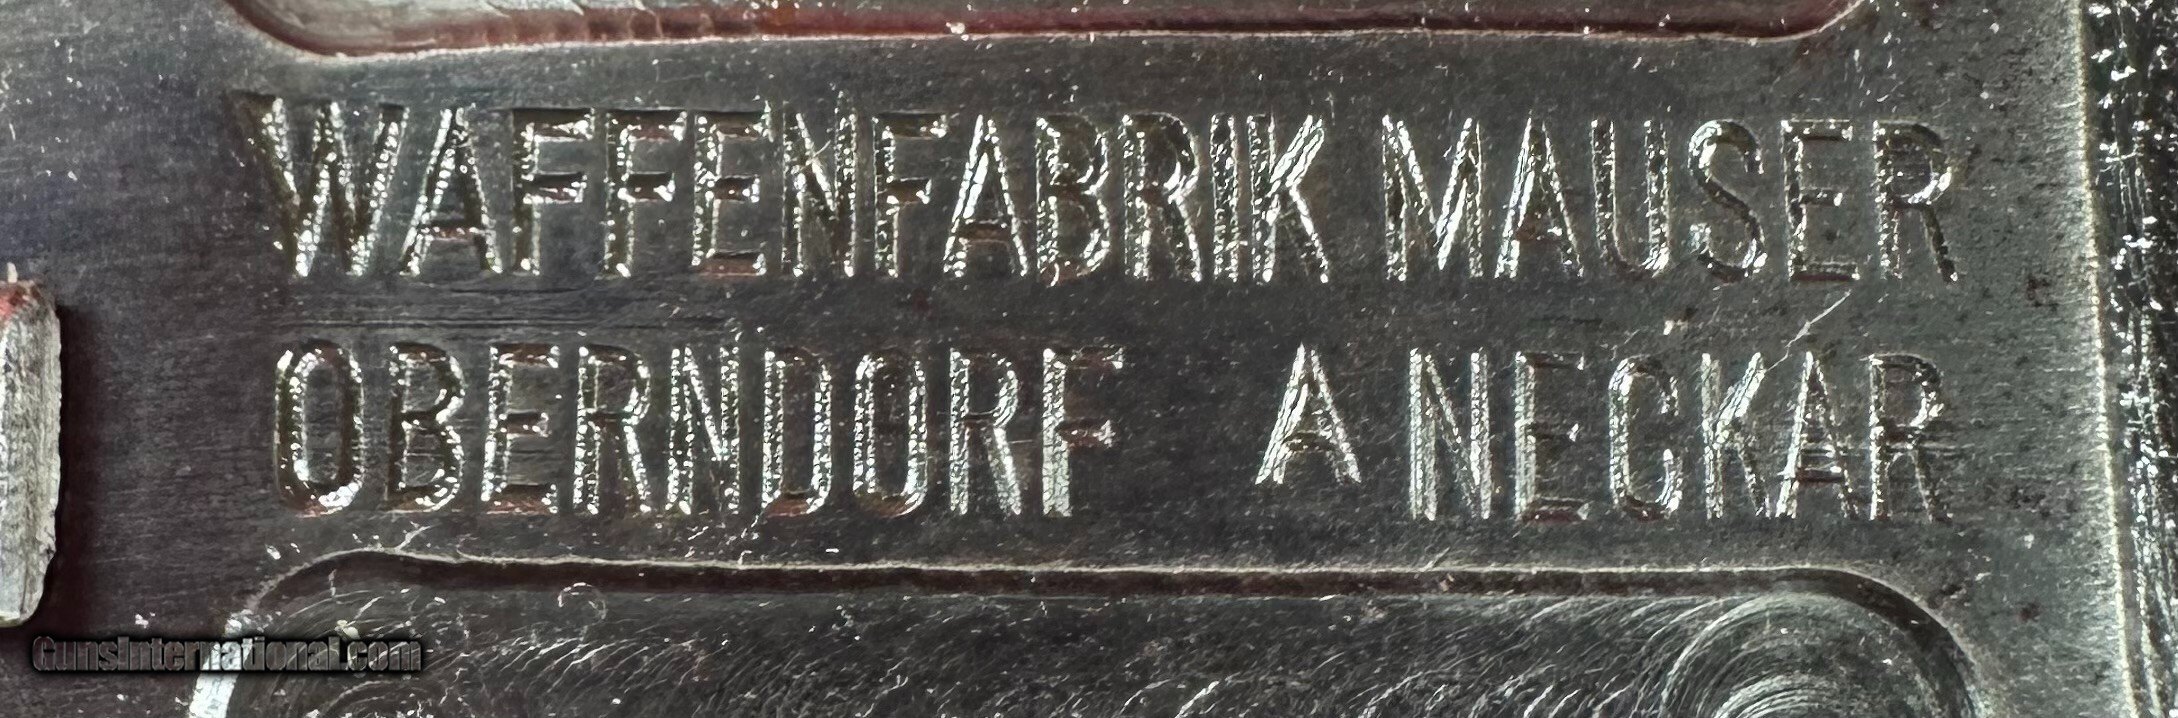 WAFFENFABRIK MAUSER
OBERNDORF A NECKAR
GunsInternational.com